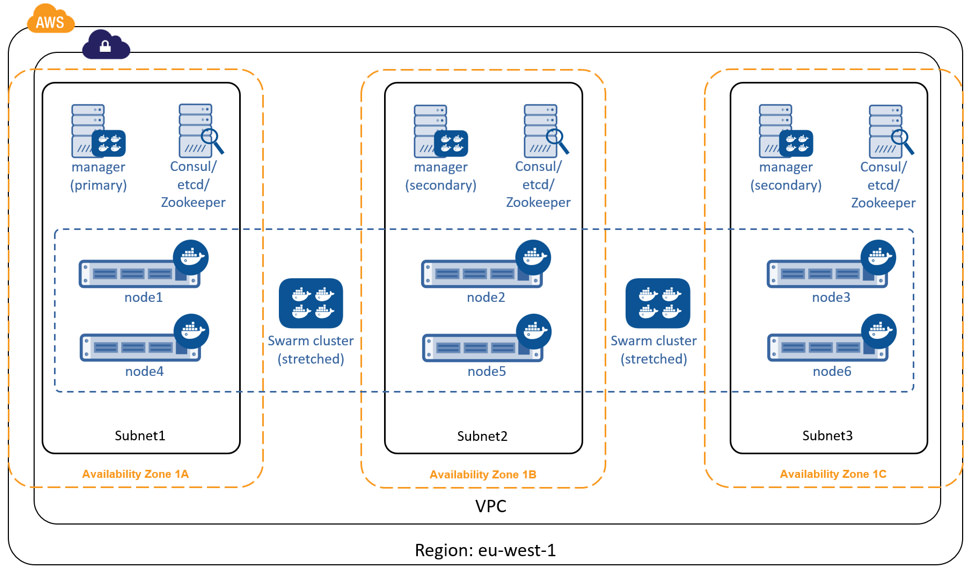 AWS
manager
(primary)
Consul/
etcd/
Zookeeper
manager
(secondary)
Consul/
etcd/
Zookeeper
manager
(secondary)
Consul/
etcd/
Zookeeper
node1
node4
Swarm cluster
(stretched)
node2
node5
Swarm cluster
(stretched)
node3
node6
Subnet1
Subnet2
Subnet3
Availability Zone 1A
Availability Zone 1B
Availability Zone 1C
VPC
Region: eu-west-1